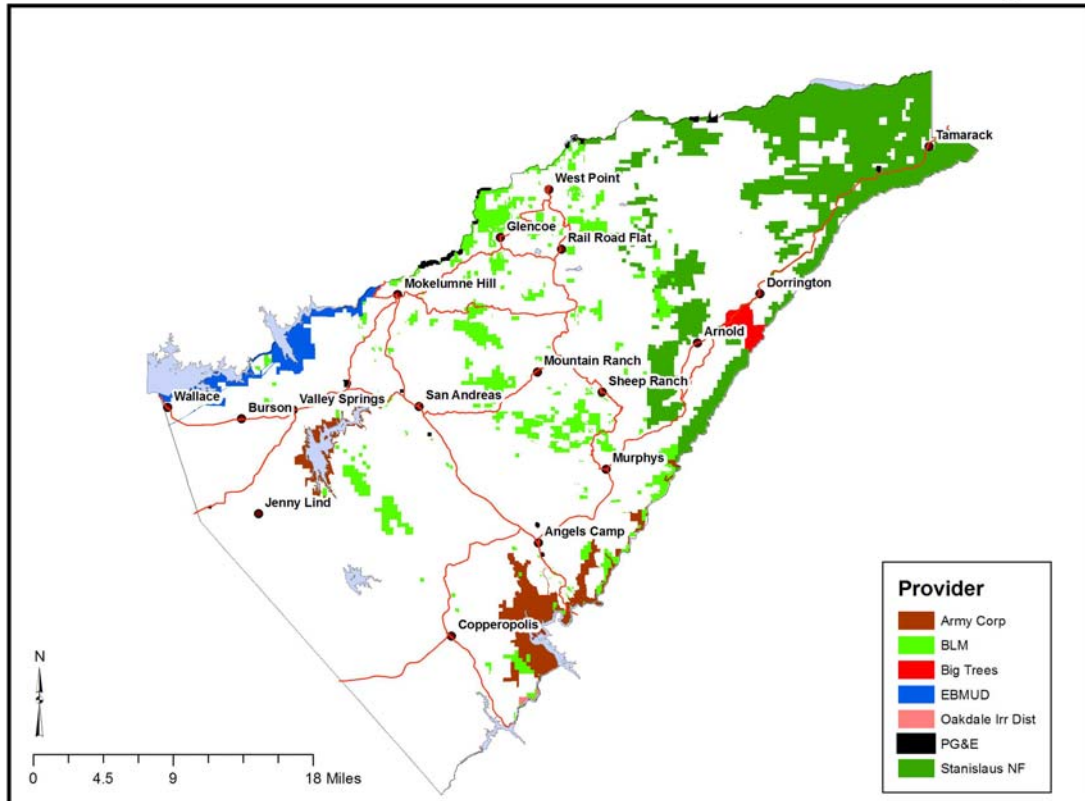 Tamarack
West Point
Glencoe
Rail Road Flat
Mokelumne Hill
Dorrington
Arnold
Mountain Ranch
Sheep Ranch
Wallace
Burson
Valley Springs
San Andreas
Murphys
Jenny Lind
Angels Camp
Copperopolis
Provider
Army Corp
BLM
Big Trees
EBMUD
Oakdale Irr Dist
PG&E
Stanislaus NF
N
0 4.5 9 18 Miles